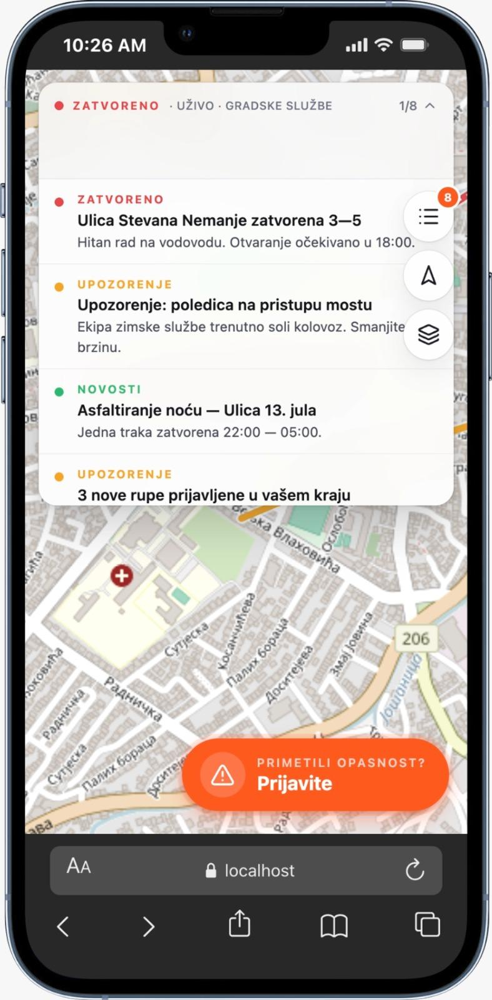 10:26 AM
ZATVORENO · UŽIVO · GRADSKE SLUŽBE 1/8
ZATVORENO
8
Ulica Stevana Nemanje zatvorena 3—5
Hitan rad na vodovodu. Otvaranje očekivano u 18:00.
UPOZORENJE
Upozorenje: poledica na pristupu mostu
Ekipa zimske službe trenutno soli kolovoz. Smanjite
brzinu.
NOVOSTI
Asfaltiranje noću — Ulica 13. jula
Jedna traka zatvorena 22:00 — 05:00.
UPOZORENJE
3 nove rupe prijavljene u vašem kraju
Влаховића
Сутјеска
Косанчићева
Палих бораца
Доситејева
Змај Јовина
206
Радничка
Радничка
Сутјеска
Палих бораца
PRIMETILI OPASNOST?
Prijavite
AA
localhost